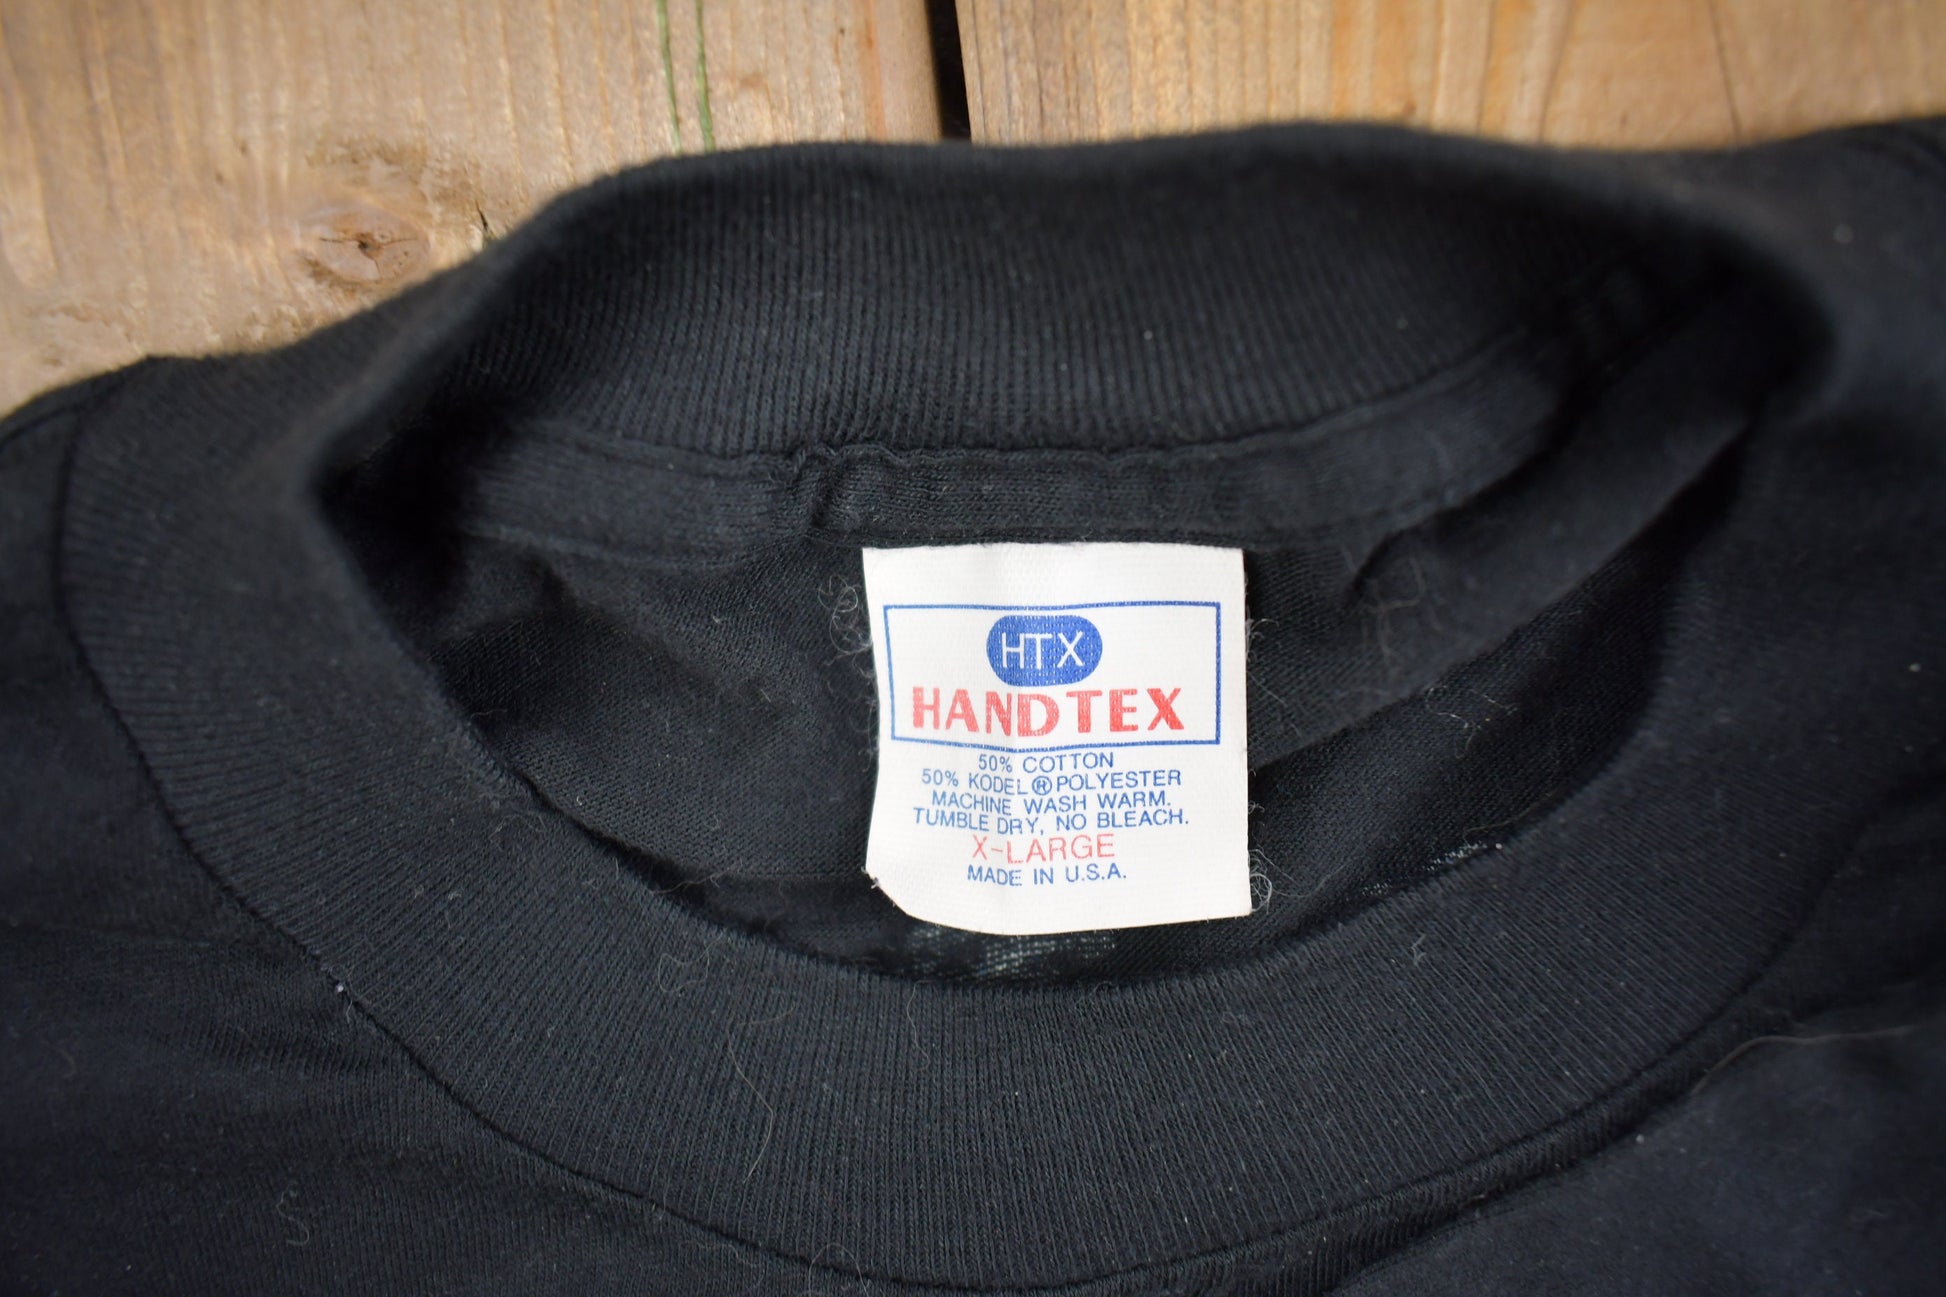 HTX
HANDTEX
50% COTTON
50% KODEL® POLYESTER
MACHINE WASH WARM.
TUMBLE DRY, NO BLEACH.
X-LARGE
MADE IN U.S.A.